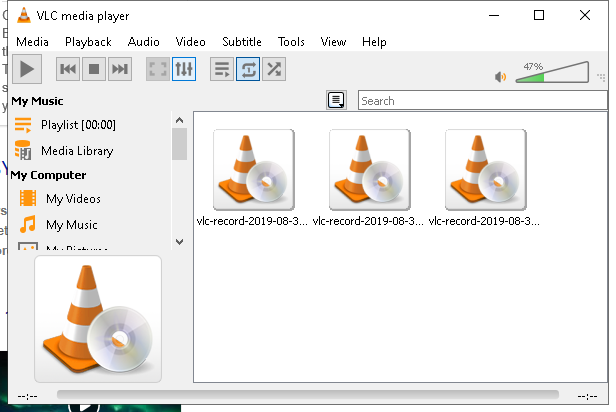 VLC media player
Media Playback Audio Video Subtitle Tools View Help
47%
My Music
Search
Playlist [00:00]
Media Library
My Computer
My Videos
My Music
My Pictures
vlc-record-2019-08-3... vlc-record-2019-08-3... vlc-record-2019-08-3...
--:-- --:--